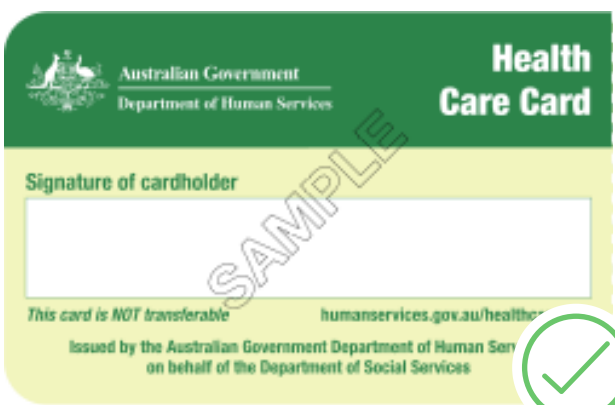 Australian Government
Department of Human Services
Health
Care Card
Signature of cardholder
SAMPLE
This card is NOT transferable
humanservices.gov.au/healthc
Issued by the Australian Government Department of Human Ser
on behalf of the Department of Social Services